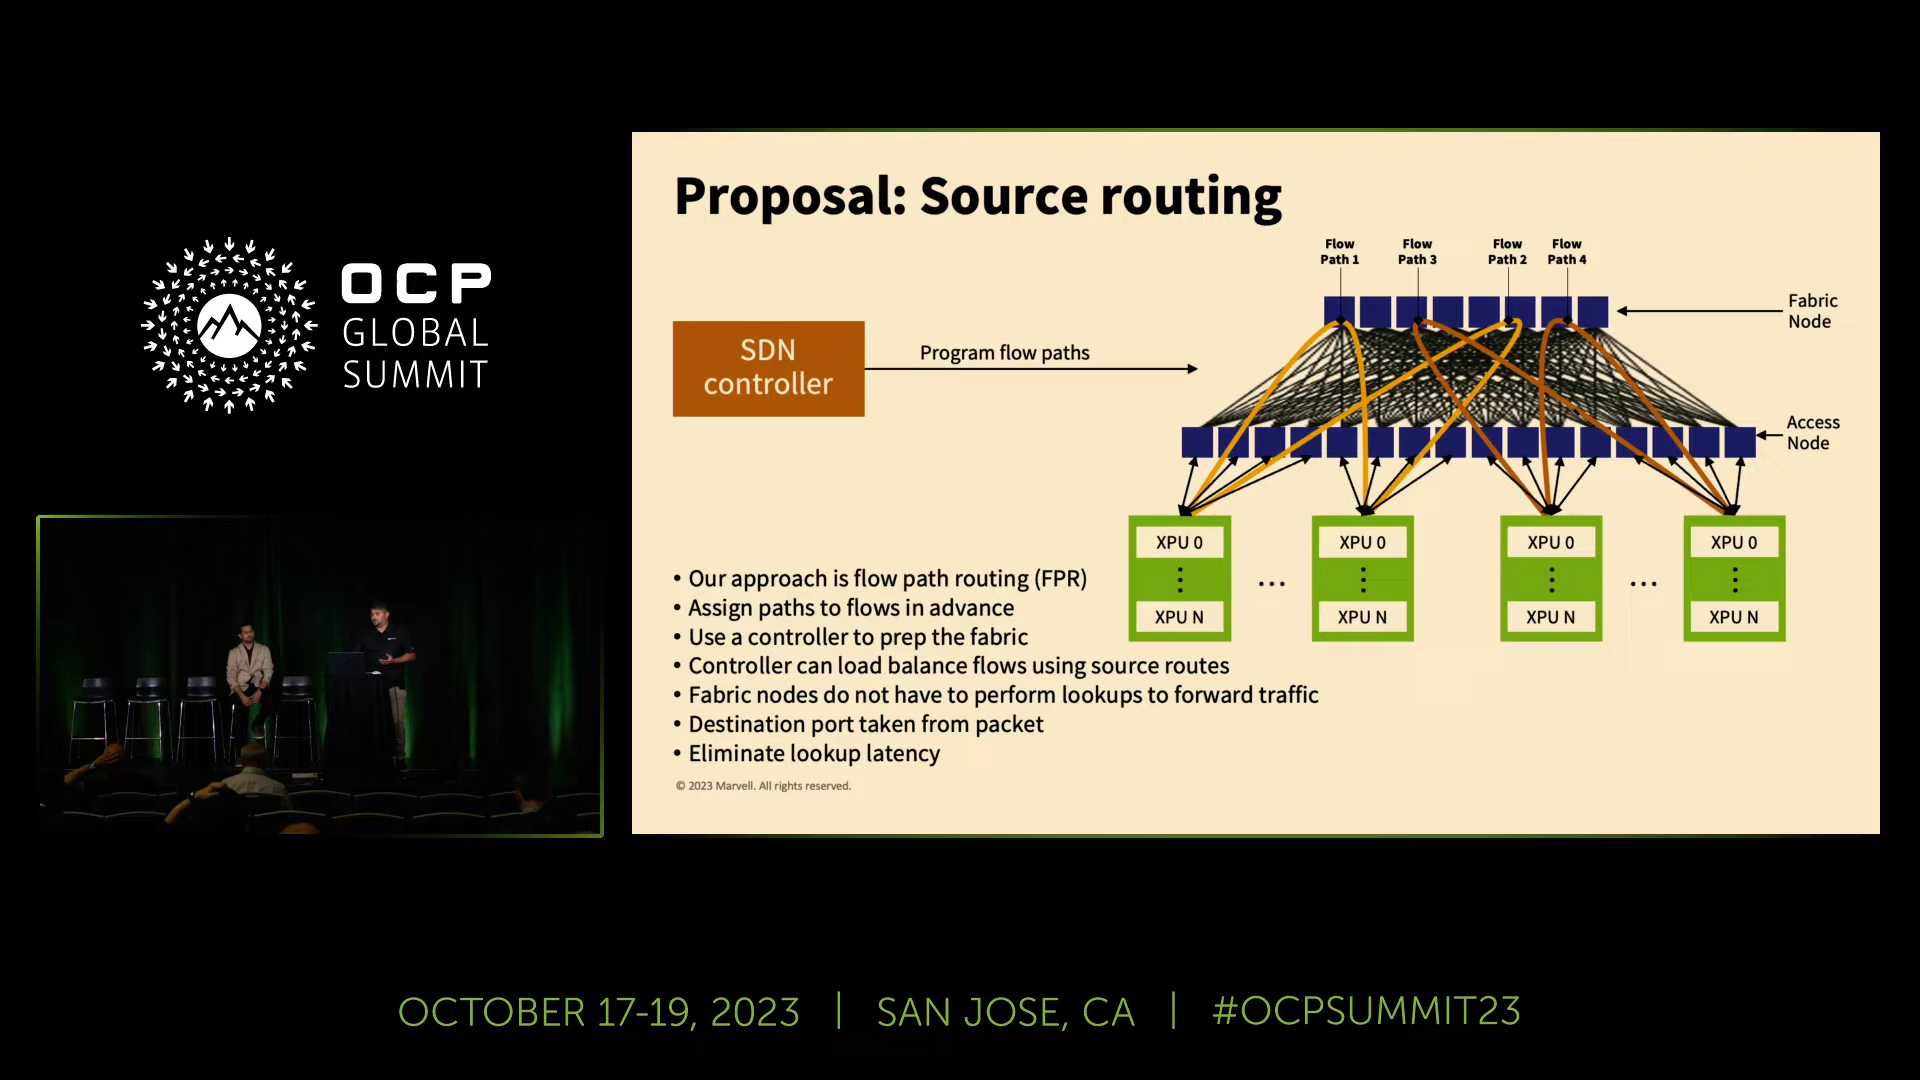 OCP
GLOBAL
SUMMIT
Proposal: Source routing
Flow
Path 1
Flow
Path 3
Flow
Path 2
Flow
Path 4
Fabric
Node
SDN
controller
Program flow paths
Access
Node
XPU 0
XPU N
...
XPU 0
XPU N
XPU 0
XPU N
...
XPU 0
XPU N
• Our approach is flow path routing (FPR)
• Assign paths to flows in advance
• Use a controller to prep the fabric
• Controller can load balance flows using source routes
• Fabric nodes do not have to perform lookups to forward traffic
• Destination port taken from packet
• Eliminate lookup latency
© 2023 Marvell. All rights reserved.
OCTOBER 17-19, 2023 | SAN JOSE, CA | #OCPSUMMIT23